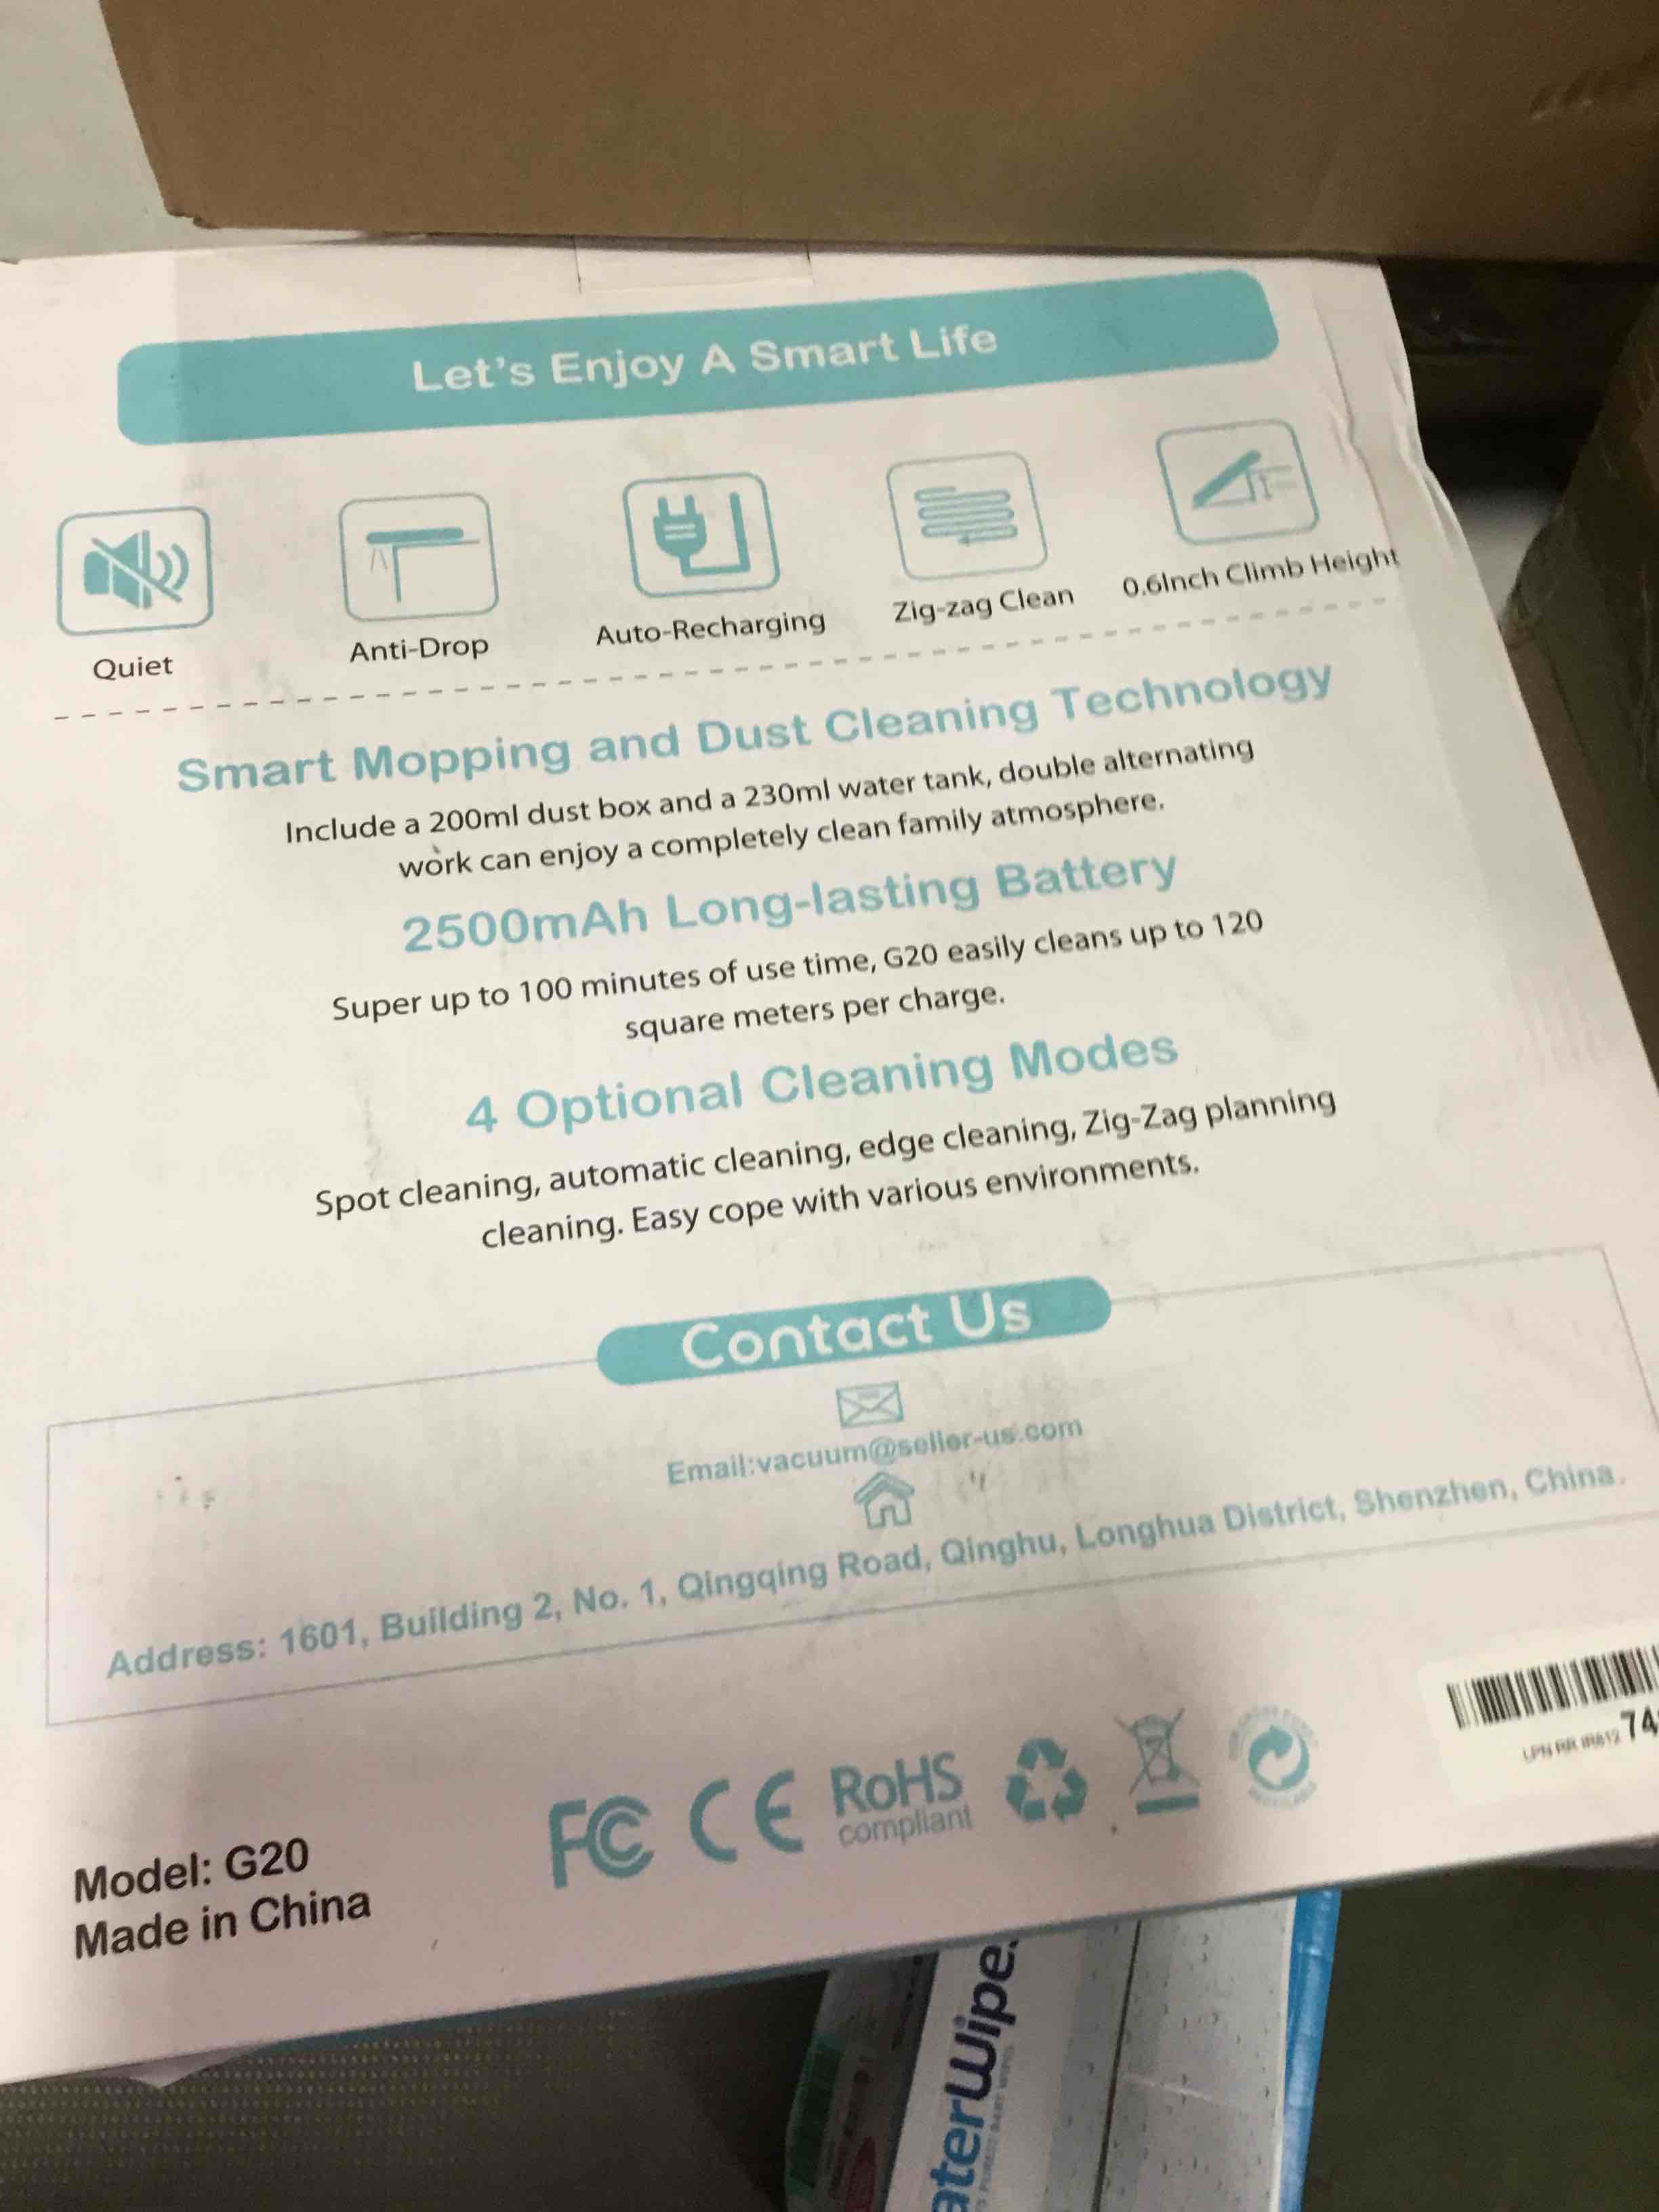 Let's Enjoy A Smart Life
Quiet
Anti-Drop
Auto-Recharging
Zig-zag Clean
0.6Inch Climb Height
Smart Mopping and Dust Cleaning Technology
Include a 200ml dust box and a 230ml water tank, double alternating
work can enjoy a completely clean family atmosphere.
2500mAh Long-lasting Battery
Super up to 100 minutes of use time, G20 easily cleans up to 120
square meters per charge.
4 Optional Cleaning Modes
Spot cleaning, automatic cleaning, edge cleaning, Zig-Zag planning
cleaning. Easy cope with various environments.
Contact Us
Email:vacuum@seller-us.com
Address: 1601, Building 2, No. 1, Qingqing Road, Qinghu, Longhua District, Shenzhen, China.
FC CE RoHS
compliant
Model: G20
Made in China
aterWipe